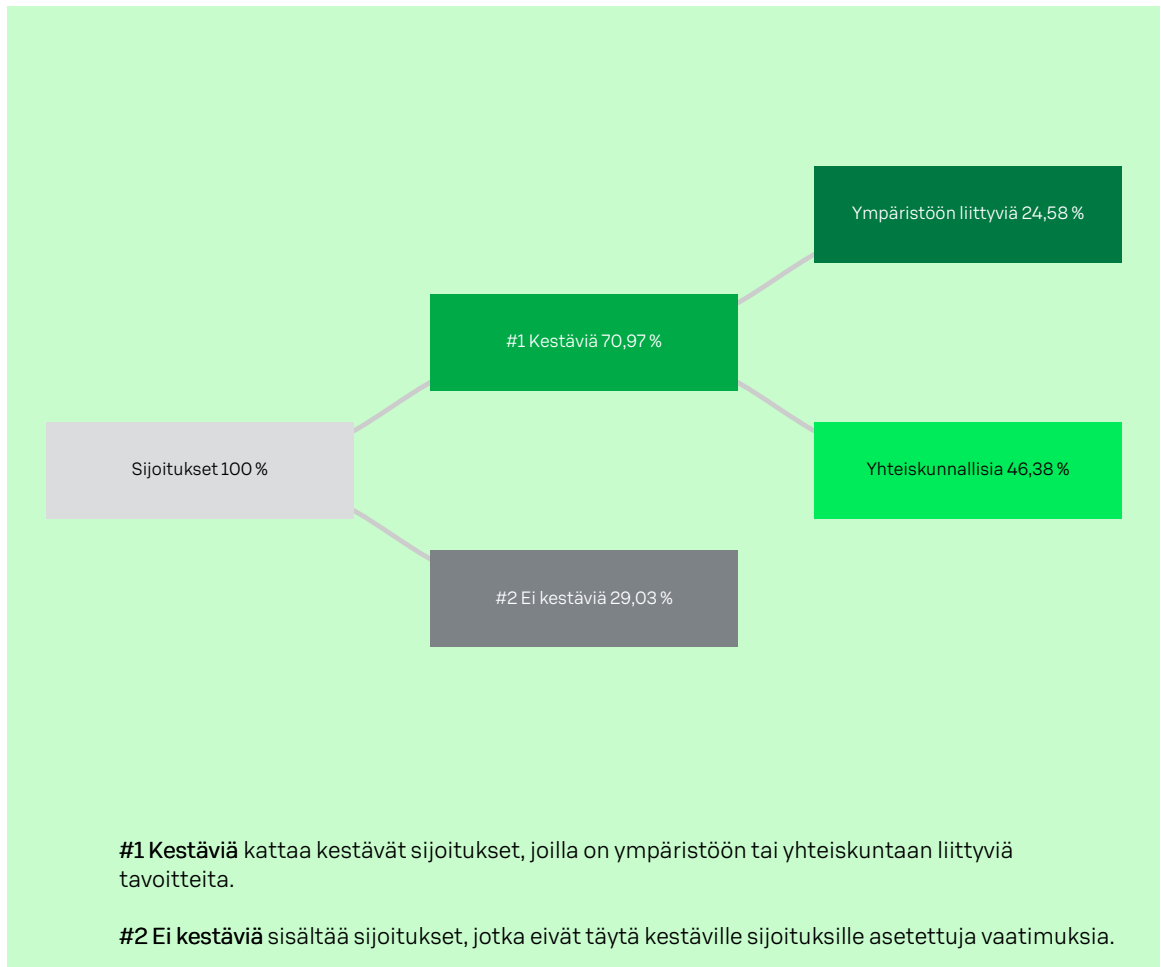 Ympäristöön liittyviä 24,58 %
#1 Kestäviä 70,97 %
Sijoitukset 100 %
Yhteiskunnallisia 46,38 %
#2 Ei kestäviä 29,03 %
#1 Kestäviä kattaa kestävät sijoitukset, joilla on ympäristöön tai yhteiskuntaan liittyviä
tavoitteita.
#2 Ei kestäviä sisältää sijoitukset, jotka eivät täytä kestäville sijoituksille asetettuja vaatimuksia.